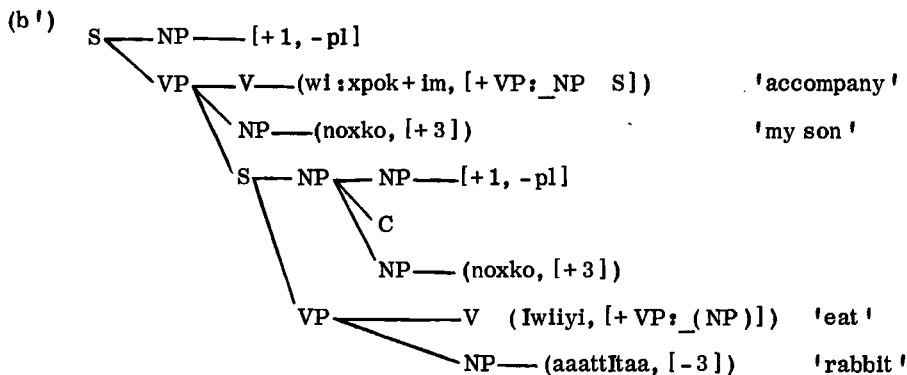 (b')
S NP [+1, -pl]
VP V (wi:xpok+im, [+VP:_NP S]) 'accompany'
NP (noxko, [+3]) 'my son'
S NP NP [+1, -pl]
C
NP (noxko, [+3])
VP V (Iwiiyi, [+VP:_(NP)]) 'eat'
NP (aaattItaa, [-3]) 'rabbit'